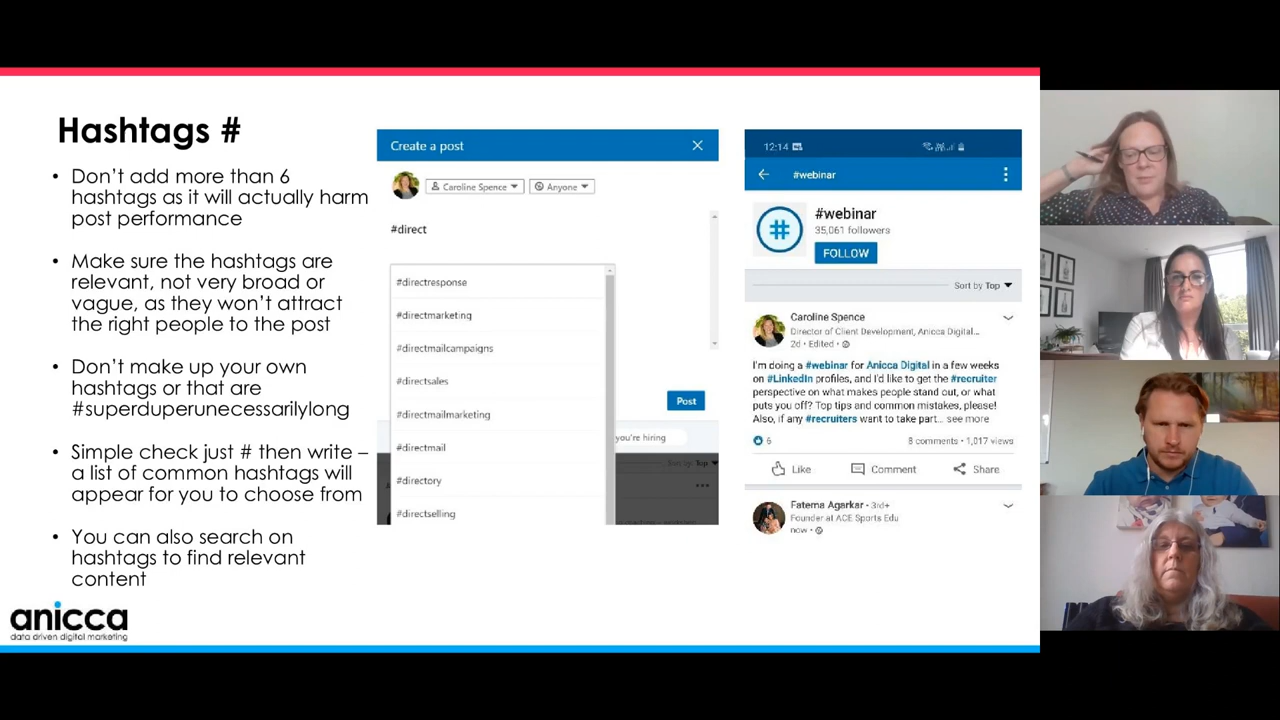 Hashtags #
• Don't add more than 6
hashtags as it will actually harm
post performance
• Make sure the hashtags are
relevant, not very broad or
vague, as they won't attract
the right people to the post
• Don't make up your own
hashtags or that are
#superduperunecessarilylong
• Simple check just # then write –
a list of common hashtags will
appear for you to choose from
• You can also search on
hashtags to find relevant
content
anicca
data driven digital marketing
Create a post
Caroline Spence
Anyone
#direct
#directresponse
#directmarketing
#directmailcampaigns
#directsales
#directmailmarketing
#directmail
#directory
#directselling
Post
you're hiring
Top
12:14
#webinar
#webinar
35,061 followers
FOLLOW
Sort by Top
Caroline Spence
Director of Client Development, Anicca Digital...
2d • Edited •
I'm doing a #webinar for Anicca Digital in a few weeks
on #LinkedIn profiles, and I'd like to get the #recruiter
perspective on what makes people stand out, or what
puts you off? Top tips and common mistakes, please!
Also, if any #recruiters want to take part... see more
6
8 comments • 1,017 views
Like
Comment
Share
Fatema Agarkar • 3rd+
Founder at ACE Sports Edu
now •